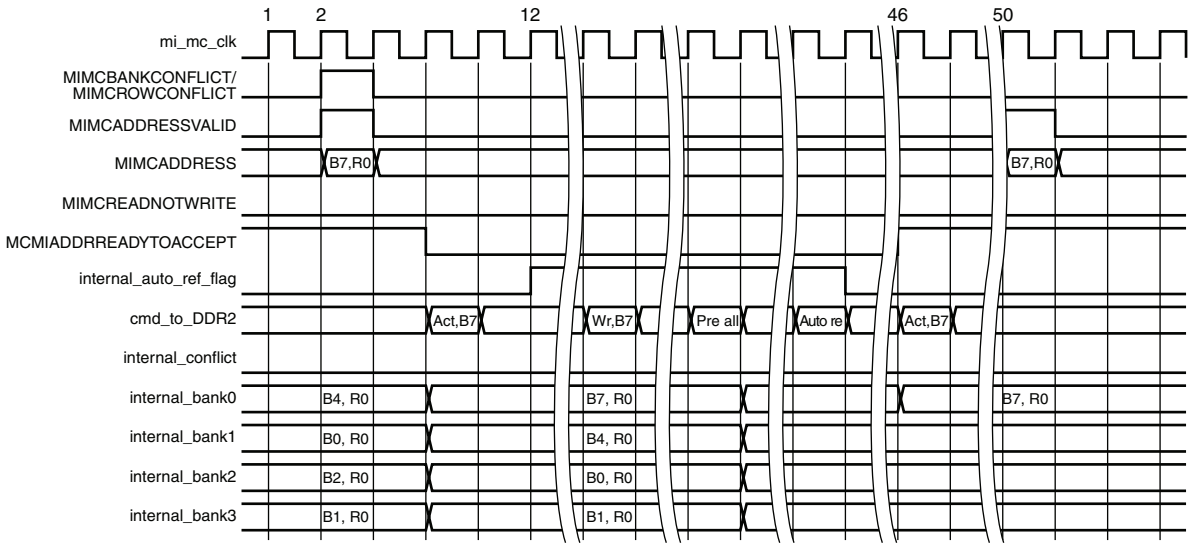 1 2 12 46 50
mi_mc_clk
MIMCBANKCONFLICT/
MIMCROWCONFLICT
MIMCADDRESSVALID
MIMCADDRESS B7,R0 B7,R0
MIMCREADNOTWRITE
MCMIADDRREADYTOACCEPT
internal_auto_ref_flag
cmd_to_DDR2 Act,B7 Wr,B7 Pre all Auto re Act,B7
internal_conflict
internal_bank0 B4, R0 B7, R0 B7, R0
internal_bank1 B0, R0 B4, R0
internal_bank2 B2, R0 B0, R0
internal_bank3 B1, R0 B1, R0